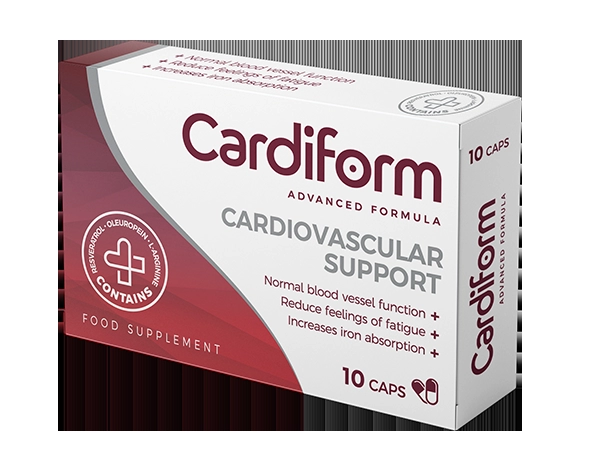 + Normal blood vessel function
+ Reduce feelings of fatigue
+ Increases iron absorption
CONTAINS
Cardiform
ADVANCED FORMULA
CARDIOVASCULAR
SUPPORT
Normal blood vessel function +
Reduce feelings of fatigue +
Increases iron absorption +
RESVERATROL • OLEUROPEIN • L-ARGININE
CONTAINS
FOOD SUPPLEMENT
10 CAPS
10 CAPS
Cardiform
ADVANCED FORMULA